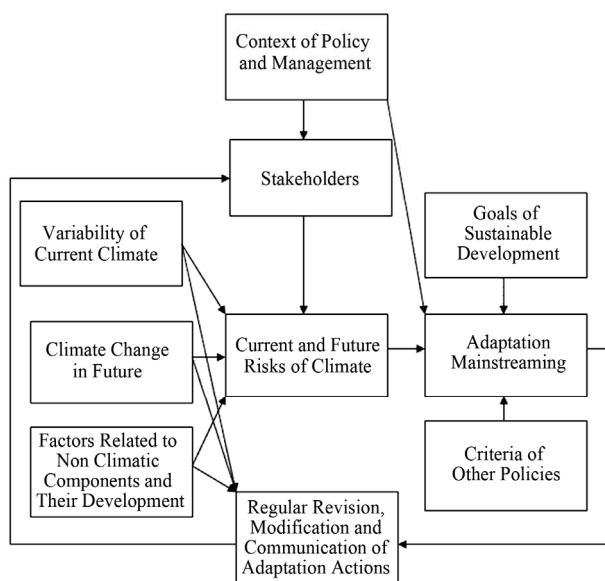 Context of Policy
and Management
Stakeholders
Variability of
Current Climate
Goals of
Sustainable
Development
Climate Change
in Future
Current and Future
Risks of Climate
Adaptation
Mainstreaming
Factors Related to
Non Climatic
Components and
Their Development
Criteria of
Other Policies
Regular Revision,
Modification and
Communication of
Adaptation Actions